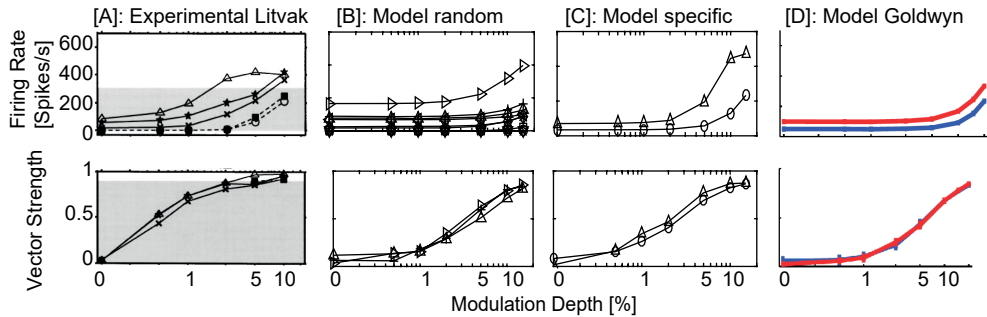 [A]: Experimental Litvak [B]: Model random [C]: Model specific [D]: Model Goldwyn
Firing Rate
[Spikes/s]
600
400
200
0
Vector Strength
1
0.5
0
0 1 5 10 0 1 5 10 0 1 5 10 0 1 5 10
Modulation Depth [%]